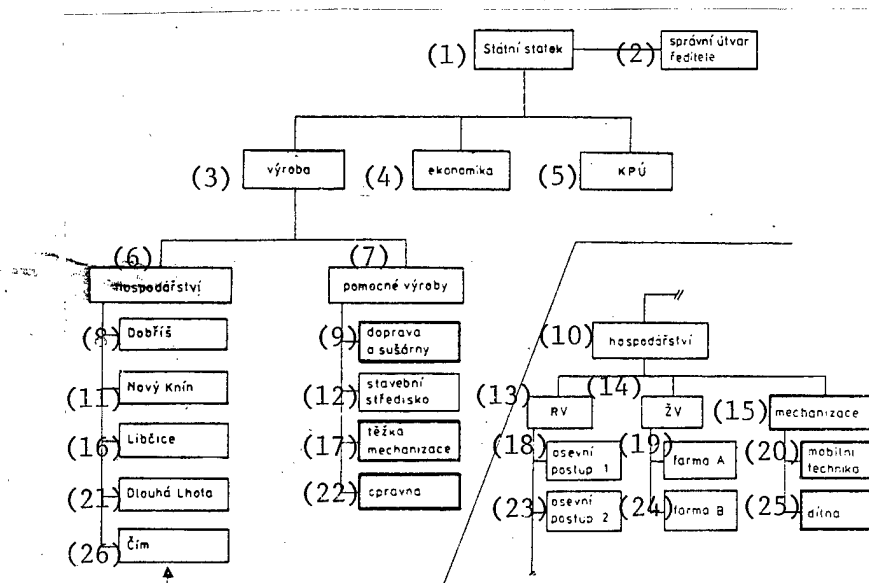 (1) Státní statek
(2) správní útvar
ředitele
(3) výroba
(4) ekonomika
(5) KPÚ
(6) hospodářství
(7) pomocné výroby
(8) Dobříš
(9) doprava
a sušárny
(10) hospodářství
(11) Nový Knín
(12) stavební
středisko
(13) RV
(14) ŽV
(15) mechanizace
(16) Libčice
(17) těžká
mechanizace
(18) osevní
postup 1
(19) farma A
(20) mobilní
technika
(21) Dlouhá Lhota
(22) opravna
(23) osevní
postup 2
(24) farma B
(25) dílna
(26) Čím